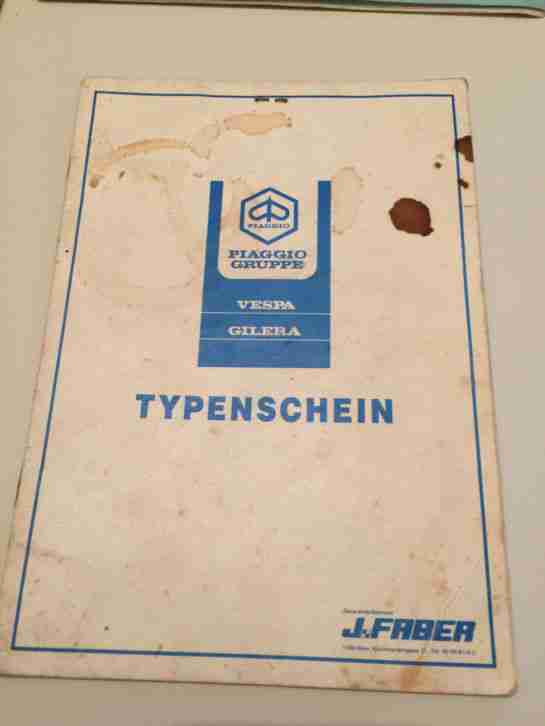 PIAGGIO
PIAGGIO
GRUPPE
VESPA
GILERA
TYPENSCHEIN
J.FABER